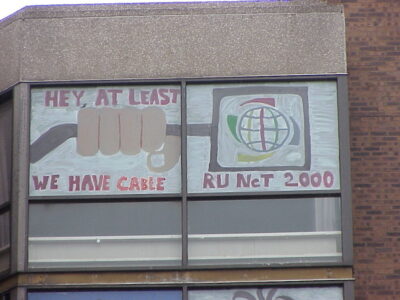 HEY, AT LEAST
WE HAVE CABLE
RU NeT 2000